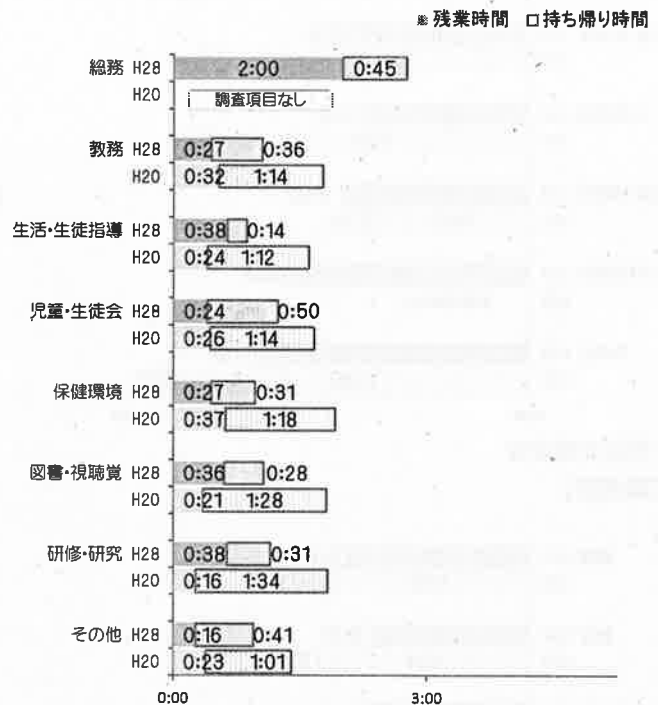 残業時間 □持ち帰り時間
総務 H28 2:00 0:45
H20 調査項目なし
教務 H28 0:27 0:36
H20 0:32 1:14
生活・生徒指導 H28 0:38 0:14
H20 0:24 1:12
児童・生徒会 H28 0:24 0:50
H20 0:26 1:14
保健環境 H28 0:27 0:31
H20 0:37 1:18
図書・視聴覚 H28 0:36 0:28
H20 0:21 1:28
研修・研究 H28 0:38 0:31
H20 0:16 1:34
その他 H28 0:16 0:41
H20 0:23 1:01
0:00 3:00